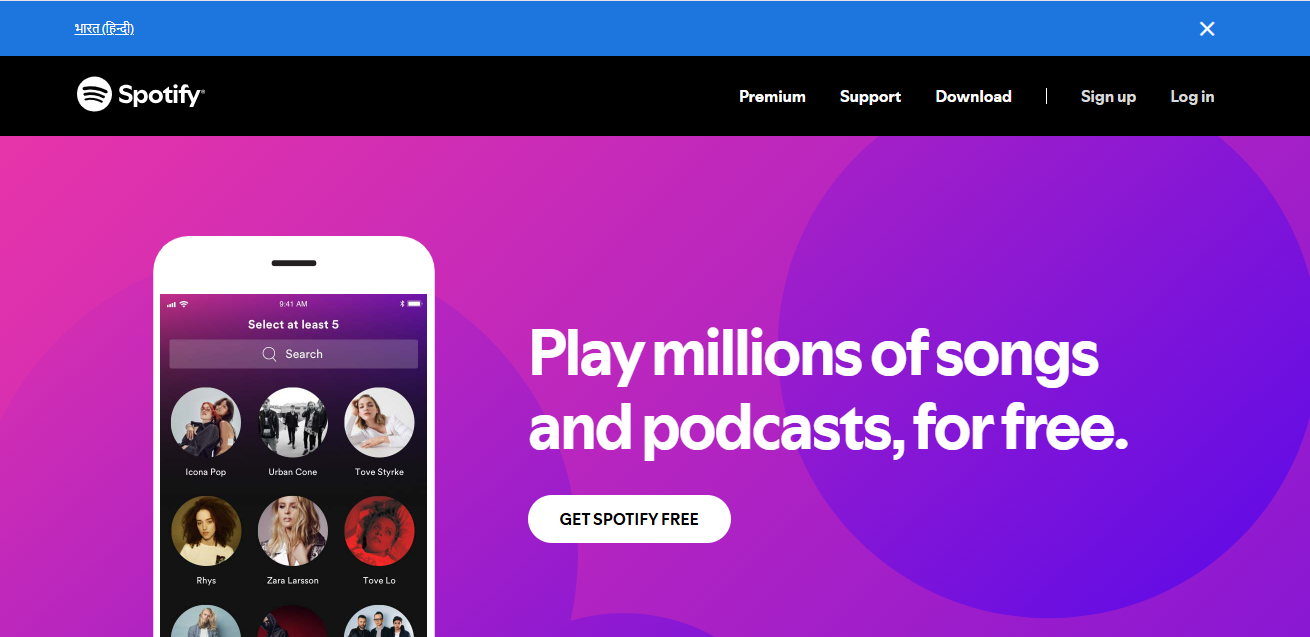 भारत (हिन्दी)
Spotify®
Premium Support Download | Sign up Log in
9:41 AM
Select at least 5
Search
Icona Pop Urban Cone Tove Styrke
Rhys Zara Larsson Tove Lo
Play millions of songs
and podcasts, for free.
GET SPOTIFY FREE